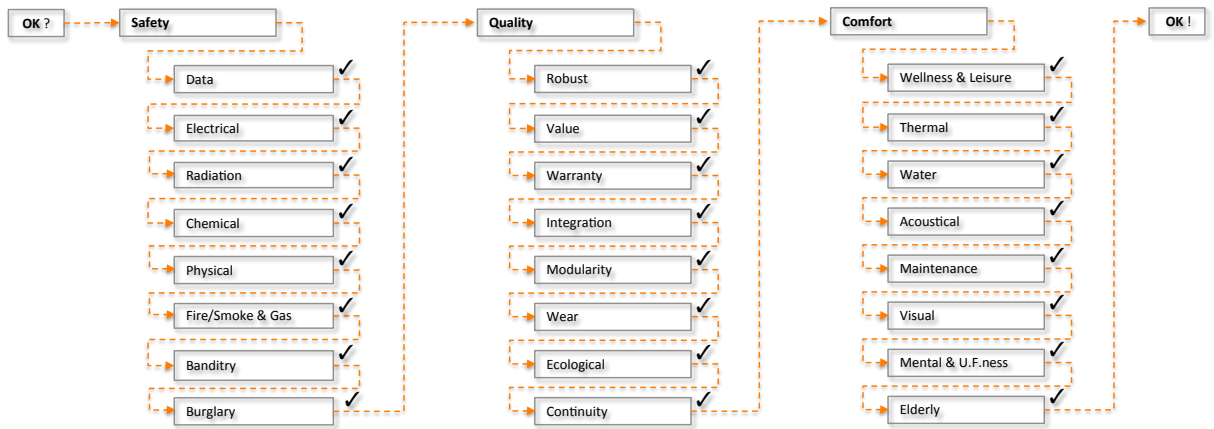 OK ?
Safety
Data
Electrical
Radiation
Chemical
Physical
Fire/Smoke & Gas
Banditry
Burglary
Quality
Robust
Value
Warranty
Integration
Modularity
Wear
Ecological
Continuity
Comfort
Wellness & Leisure
Thermal
Water
Acoustical
Maintenance
Visual
Mental & U.F.ness
Elderly
OK !